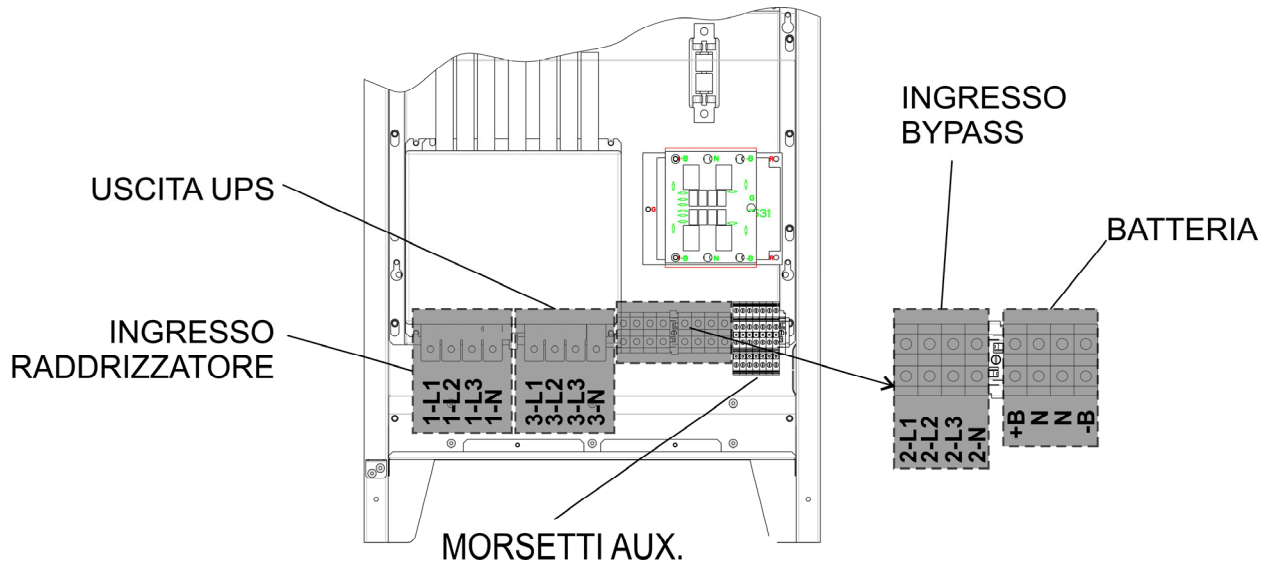 INGRESSO
BYPASS
USCITA UPS
BATTERIA
INGRESSO
RADDRIZZATORE
1-L1
1-L2
1-L3
1-N
3-L1
3-L2
3-L3
3-N
2-L1
2-L2
2-L3
2-N
+B
N
N
-B
MORSETTI AUX.
N
-B
G
G
N
-B